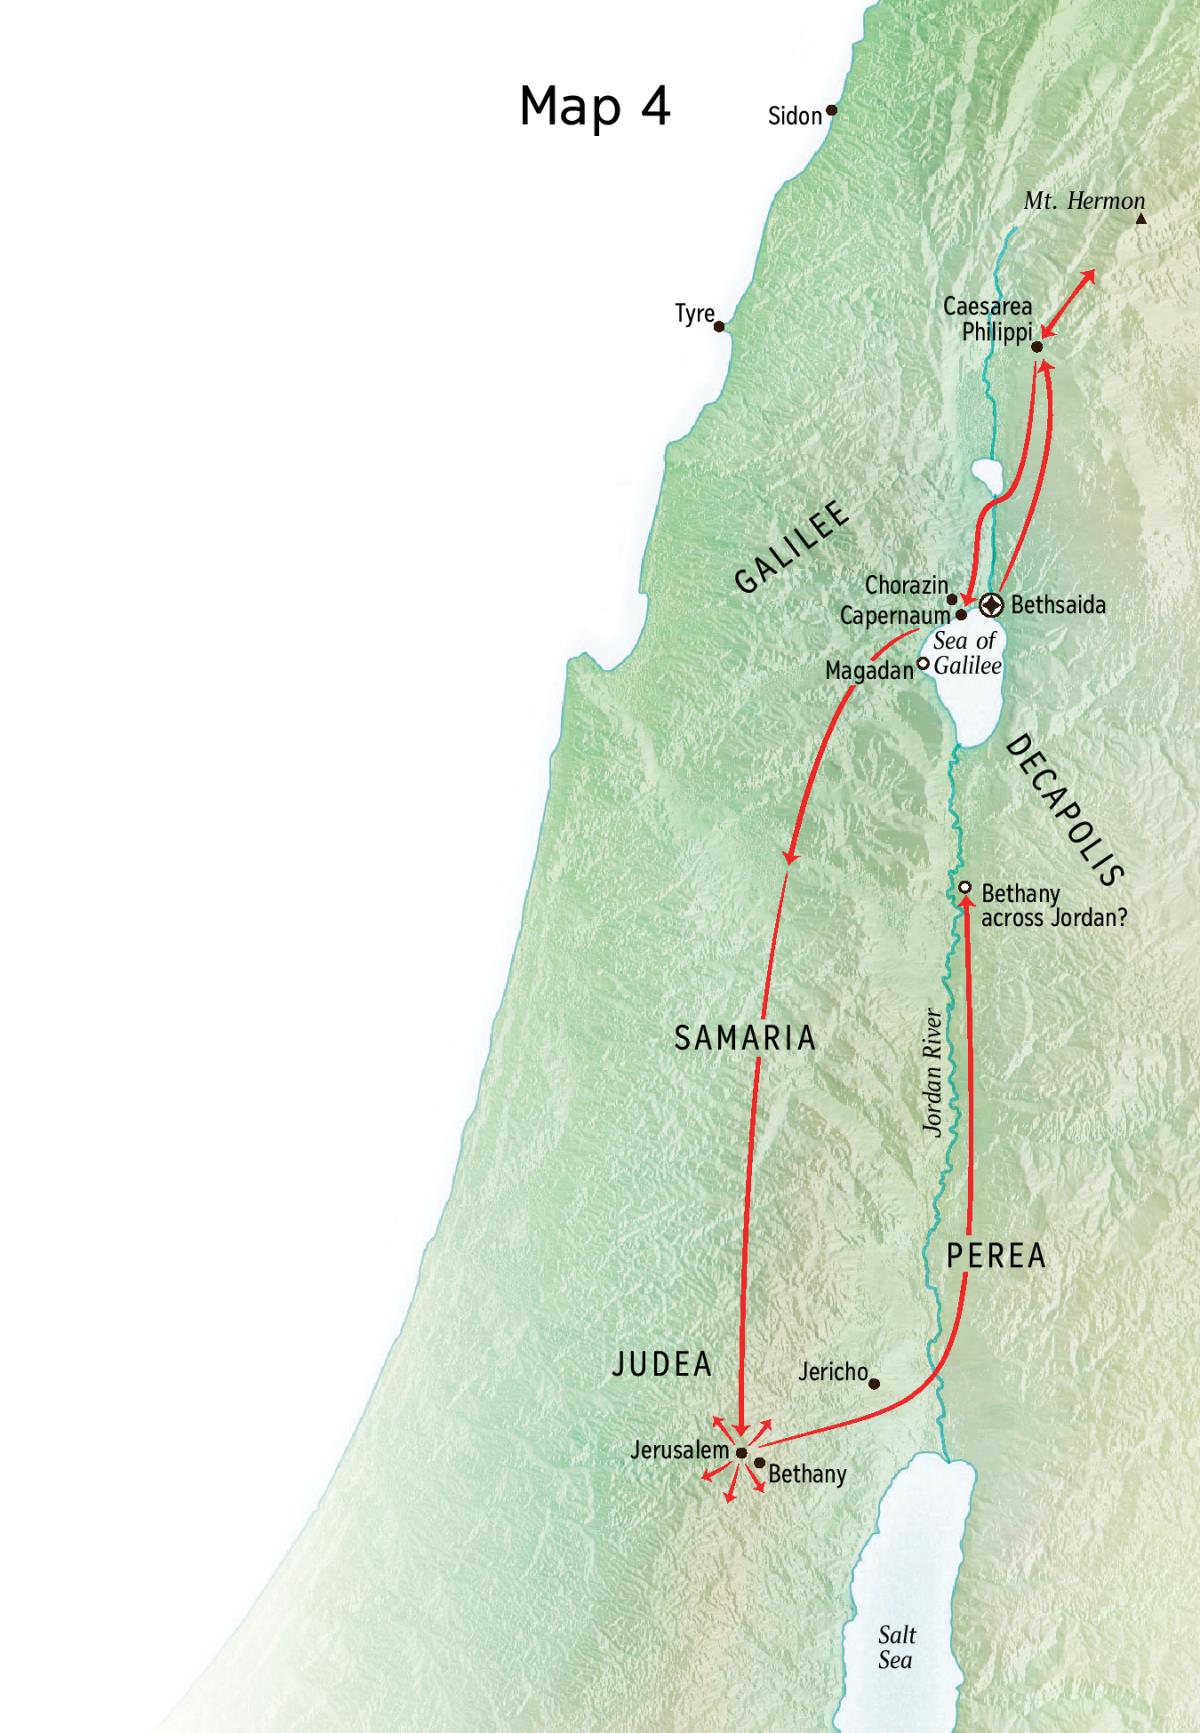 Map 4
Sidon
Mt. Hermon
Tyre
Caesarea
Philippi
GALILEE
Chorazin
Capernaum
Bethsaida
Sea of
Galilee
Magadan
DECAPOLIS
Bethany
across Jordan?
Jordan River
SAMARIA
PEREA
JUDEA
Jericho
Jerusalem
Bethany
Salt
Sea